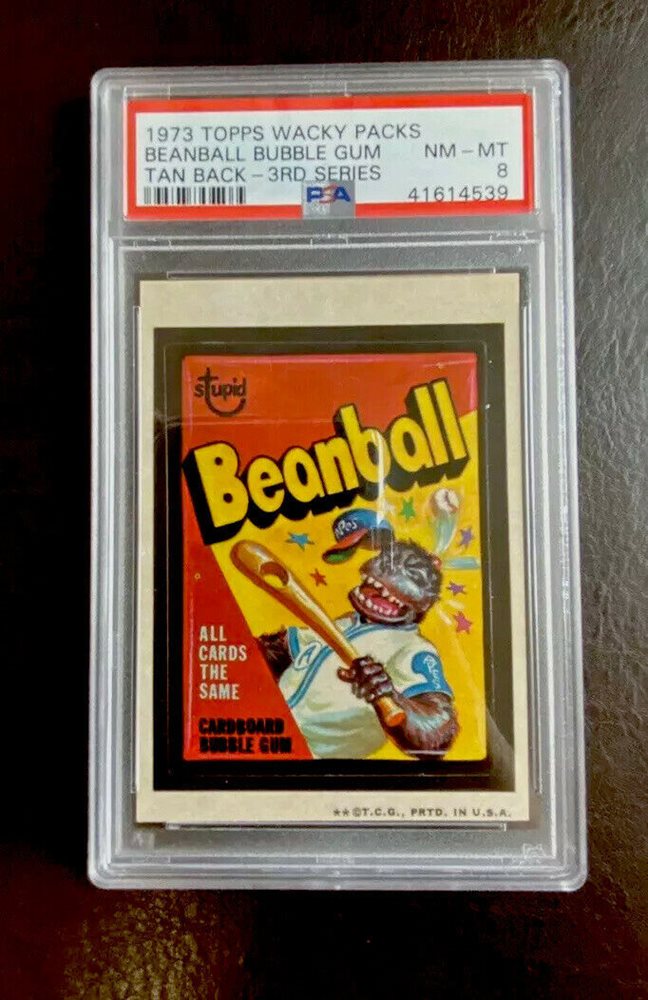 1973 TOPPS WACKY PACKS
BEANBALL BUBBLE GUM NM - MT
TAN BACK - 3RD SERIES 8
PSA 41614539
stupid
Beanball
APES
A
ALL
CARDS
THE
SAME
CARDBOARD
BUBBLE GUM
**©T.C.G., PRTD. IN U.S.A.